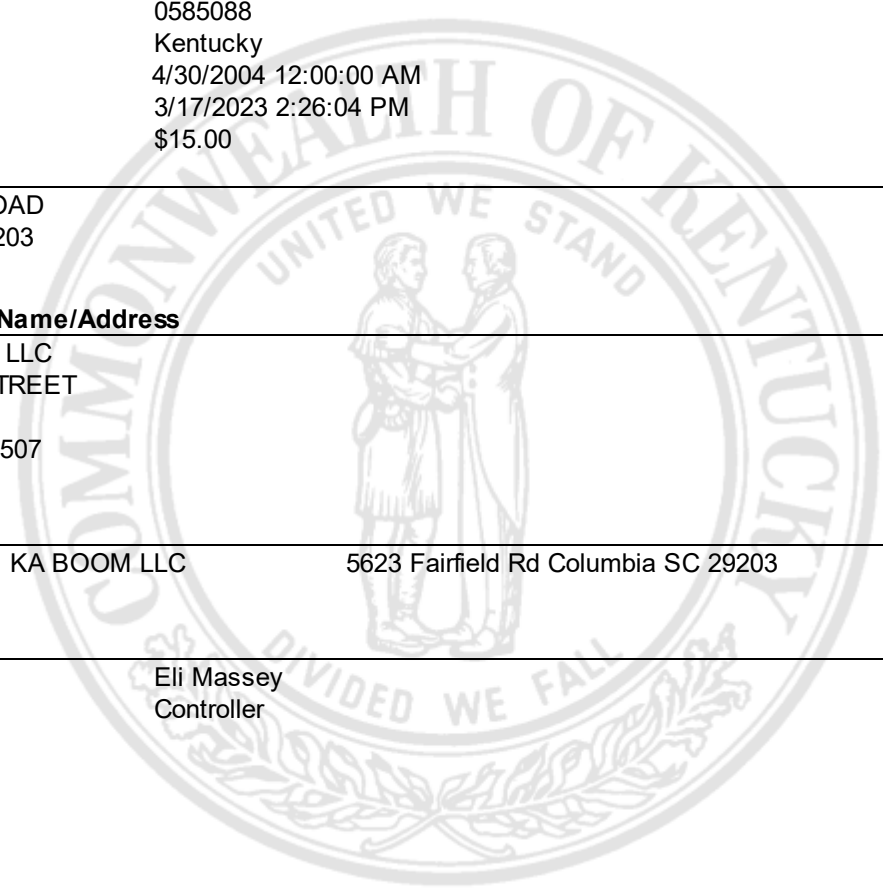 0585088
Kentucky
4/30/2004 12:00:00 AM
3/17/2023 2:26:04 PM
$15.00
OAD
203
Name/Address
LLC
TREET
507
KA BOOM LLC 5623 Fairfield Rd Columbia SC 29203
Eli Massey
Controller
COMMONWEALTH OF KENTUCKY
UNITED WE STAND
DIVIDED WE FALL